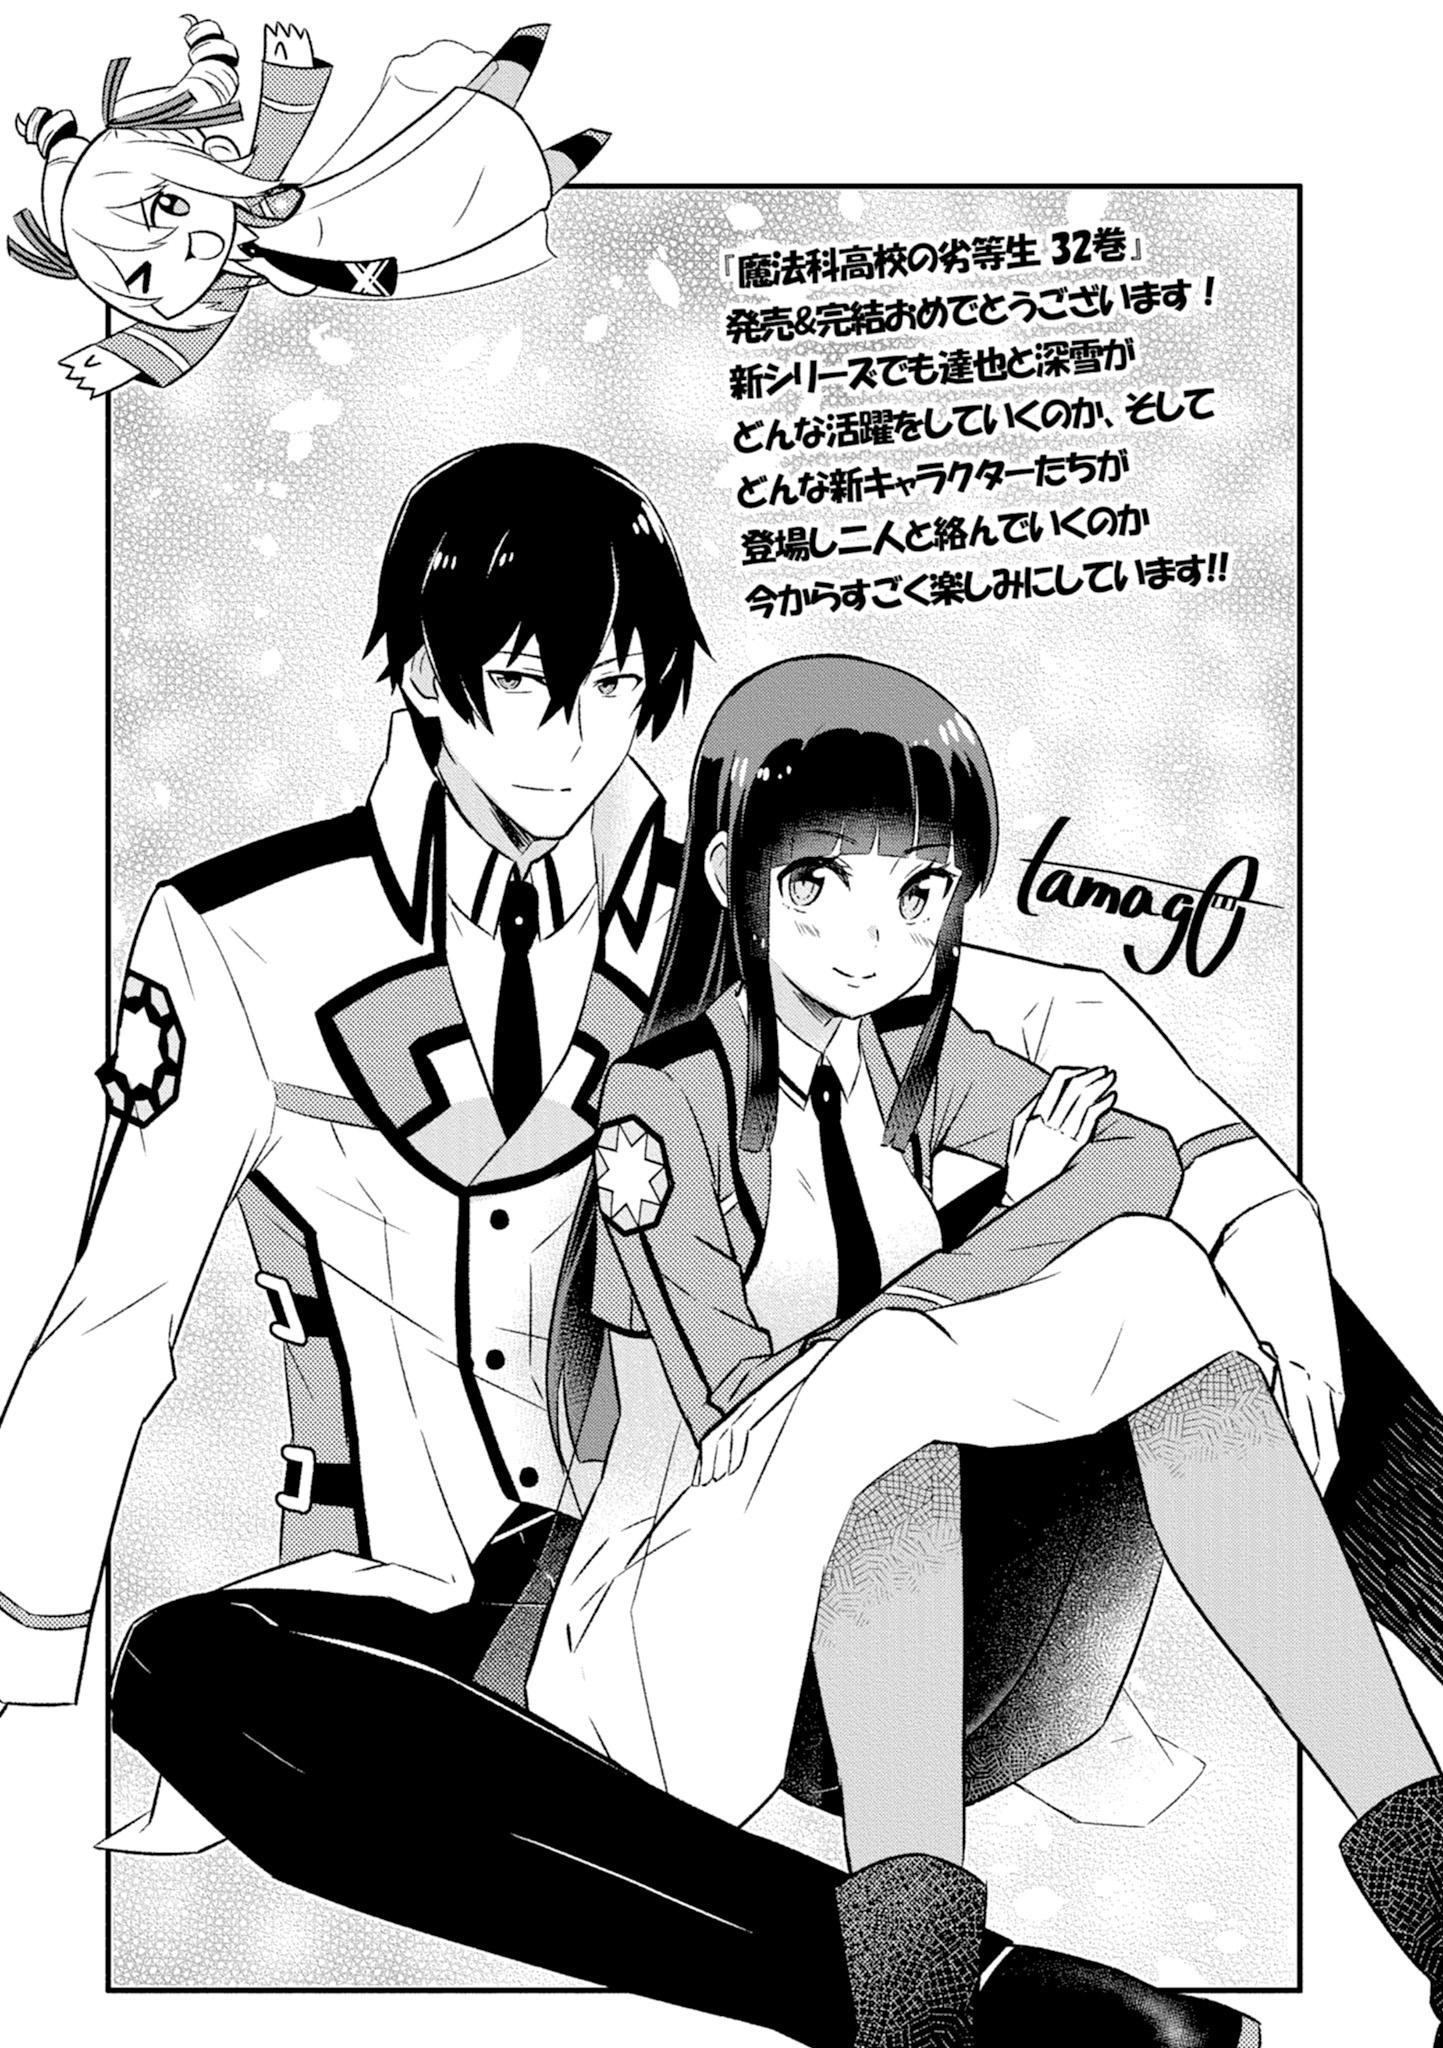 『魔法科高校の劣等生 32巻』
発売&完結おめでとうございます!
新シリーズでも達也と深雪が
どんな活躍をしていくのか、そして
どんな新キャラクターたちが
登場し二人と絡んでいくのか
今からすごく楽しみにしています!!
tamago